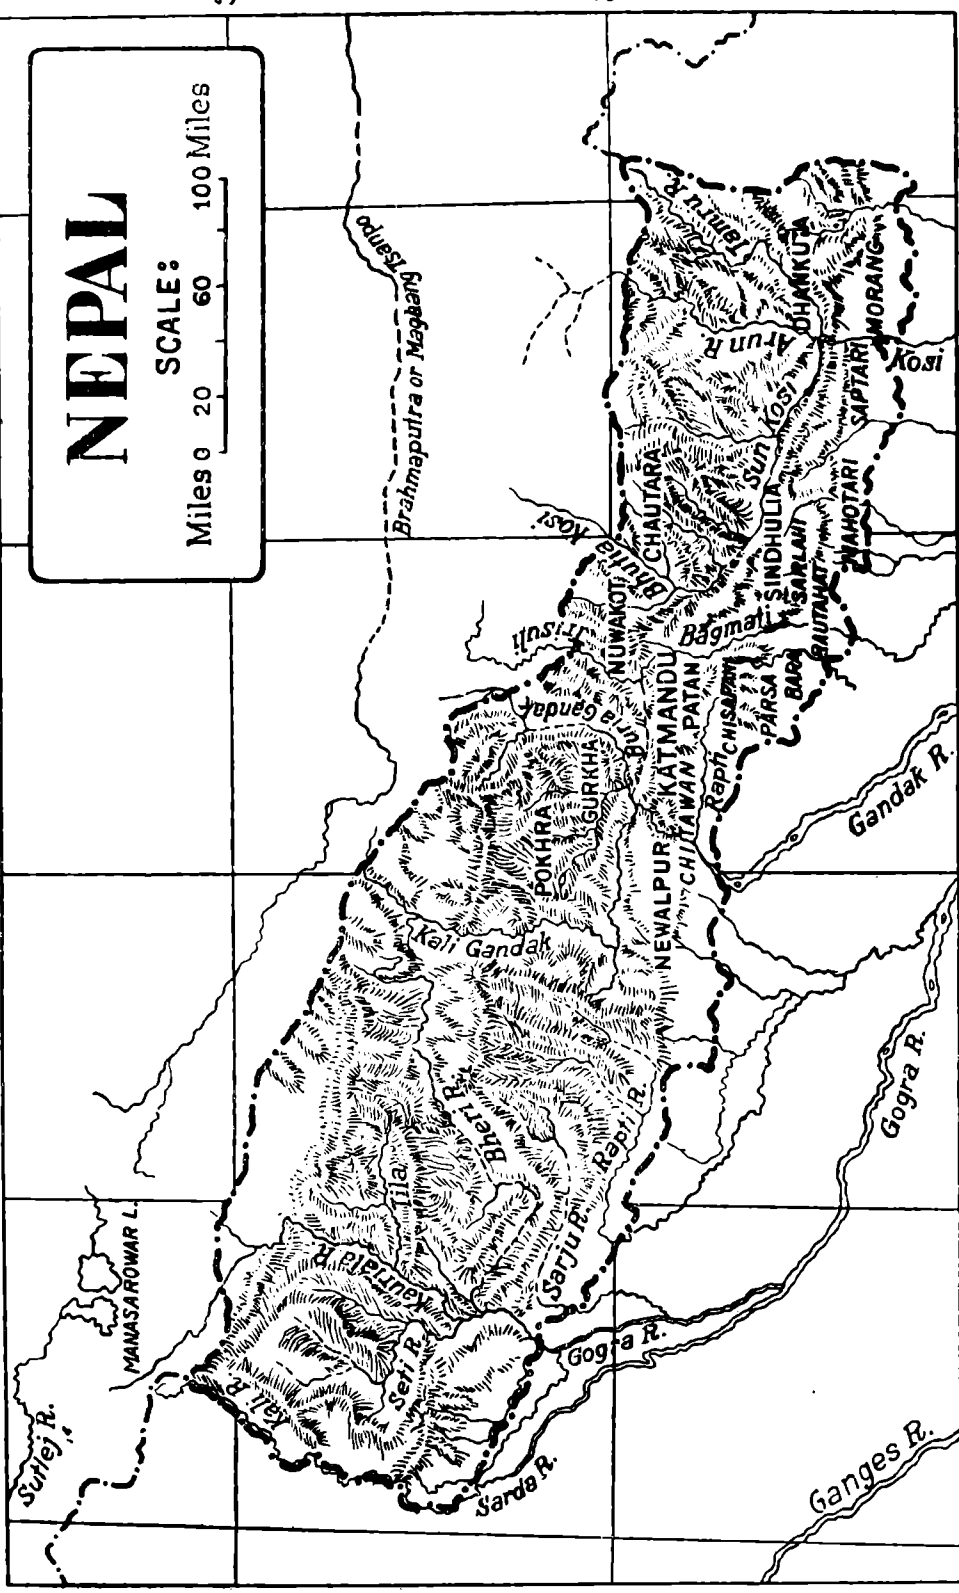 NEPAL
SCALE:
Miles 0 20 60 100 Miles
Sutlej R.
MANASAROWAR L.
Brahmaputra or Maghang Tsanpo
Kali R.
Seti R.
Kauriala R.
Tila
Bheri R.
Sarju R.
Rapti R.
Sarda R.
Gogra R.
Gogra R.
Ganges R.
Kali Gandak
POKHRA
GURKHA
Buria Gandak
Trisuli
NEWALPUR
KATMANDU
CHITAWAN
PATAN
Rapti
CHISAPANI
PARSA
BARA
Gandak R.
NUWAKOT
Bhutia Kosi
CHAUTARA
Bagmati
SINDHULIA
SARLAHI
RAUTAHAT
MAHOTARI
Sun Kosi
SAPTARI
Arun R.
Tamru R.
DHANKUTA
MORANG
Kosi